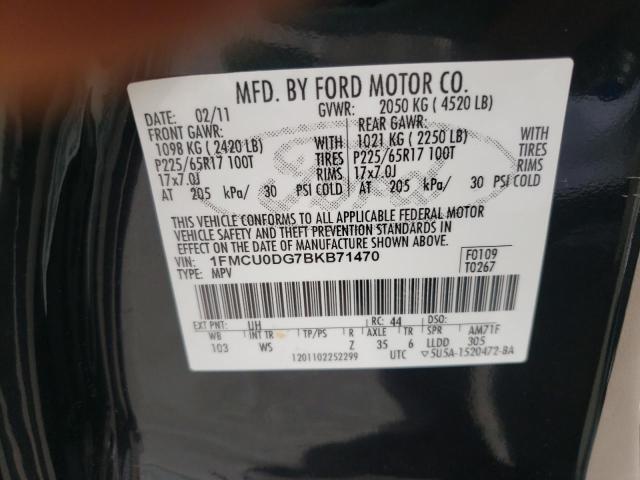 MFD. BY FORD MOTOR CO.
DATE: 02/11 GVWR: 2050 KG ( 4520 LB)
FRONT GAWR: REAR GAWR:
1098 KG ( 2420 LB) WITH 1021 KG ( 2250 LB) WITH
P225/65R17 100T TIRES P225/65R17 100T TIRES
17x7.0J RIMS 17x7.0J RIMS
AT 205 kPa/ 30 PSI COLD AT 205 kPa/ 30 PSI COLD
Ford
THIS VEHICLE CONFORMS TO ALL APPLICABLE FEDERAL MOTOR
VEHICLE SAFETY AND THEFT PREVENTION STANDARDS IN
EFFECT ON THE DATE OF MANUFACTURE SHOWN ABOVE.
VIN: 1FMCU0DG7BKB71470 F0109
TYPE: MPV T0267
EXT PNT: UH RC: 44 DSO:
WB INT TR TP/PS R AXLE TR SPR AM71F
103 WS Z 35 6 LLDD 305
1201102252299 UTC ▽5U5A-1520472-BA